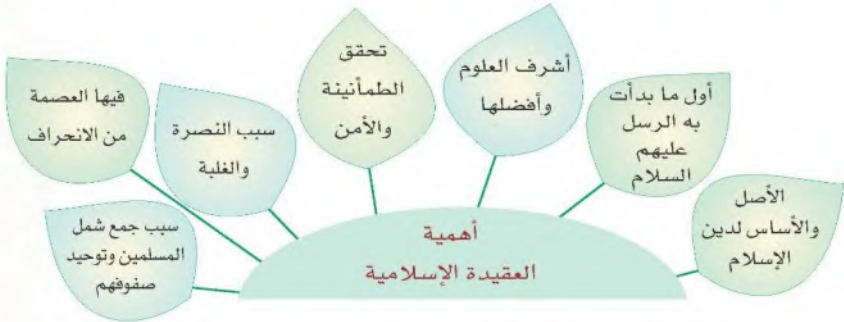 أهمية
العقيدة الإسلامية
الأصل
والأساس لدين
الإسلام
أول ما بدأت
به الرسل
عليهم
السلام
أشرف العلوم
وأفضلها
تحقق
الطمأنينة
والأمن
سبب النصرة
والغلبة
فيها العصمة
من الانحراف
سبب جمع شمل
المسلمين وتوحيد
صفوفهم